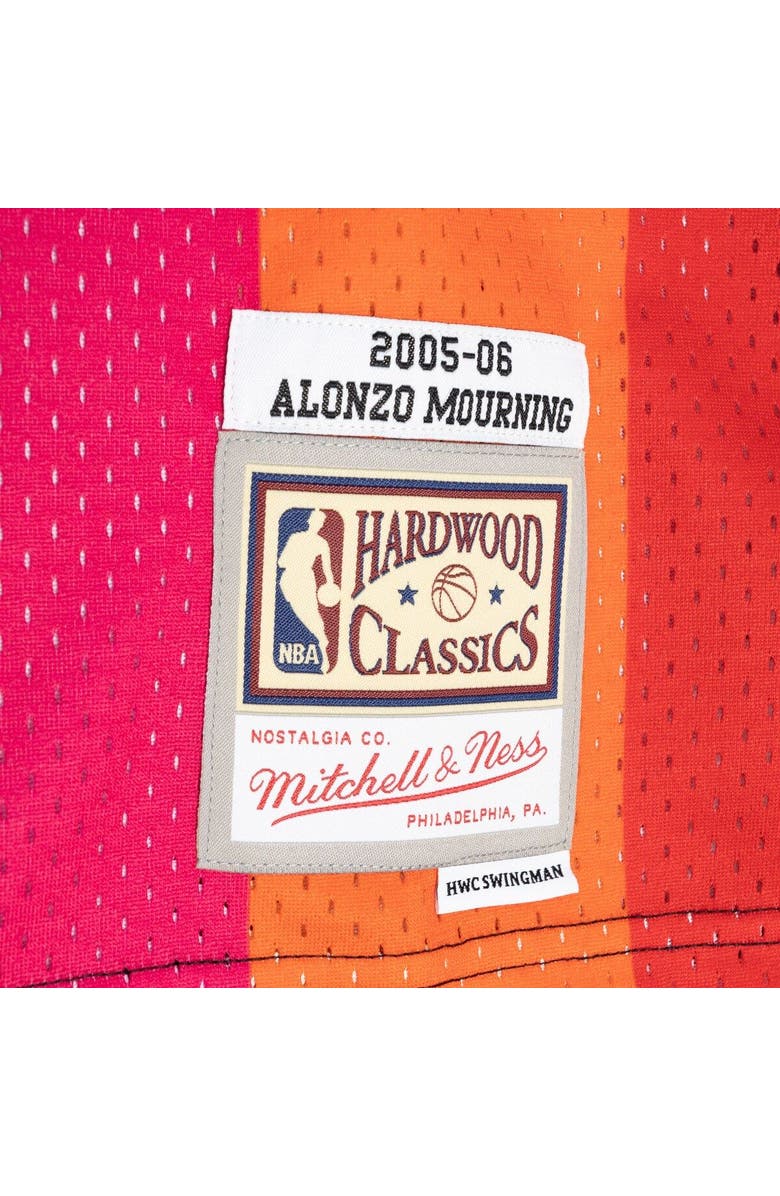 2005-06
ALONZO MOURNING
HARDWOOD
CLASSICS
NBA
NOSTALGIA CO.
Mitchell & Ness
PHILADELPHIA, PA.
HWC SWINGMAN